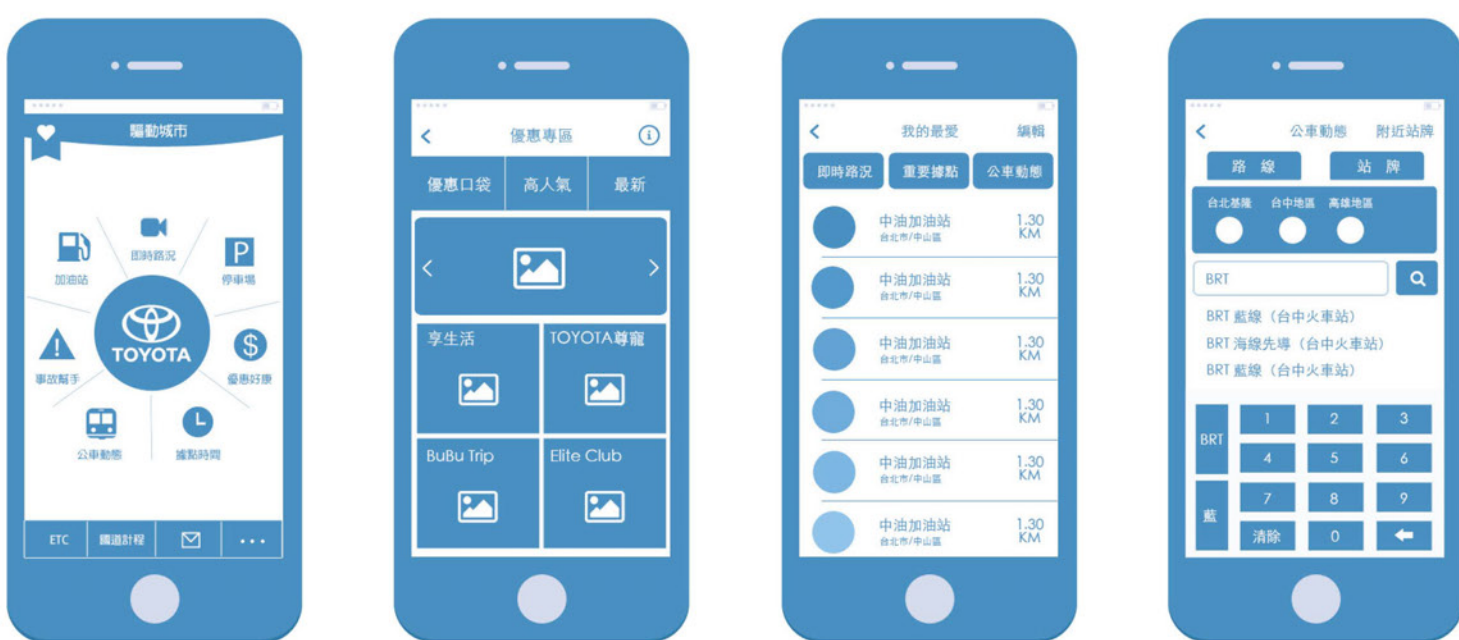 驅動城市
即時路況
加油站
停車場
TOYOTA
事故幫手
優惠好康
公車動態
據點時間
ETC
國道計程
優惠專區
優惠口袋
高人氣
最新
享生活
TOYOTA尊寵
BuBu Trip
Elite Club
我的最愛
編輯
即時路況
重要據點
公車動態
中油加油站
台北市/中山區
1.30
KM
中油加油站
台北市/中山區
1.30
KM
中油加油站
台北市/中山區
1.30
KM
中油加油站
台北市/中山區
1.30
KM
中油加油站
台北市/中山區
1.30
KM
中油加油站
台北市/中山區
1.30
KM
公車動態
附近站牌
路 線
站 牌
台北基隆
台中地區
高雄地區
BRT
BRT 藍線（台中火車站）
BRT 海線先導（台中火車站）
BRT 藍線（台中火車站）
BRT
藍
1
2
3
4
5
6
7
8
9
清除
0